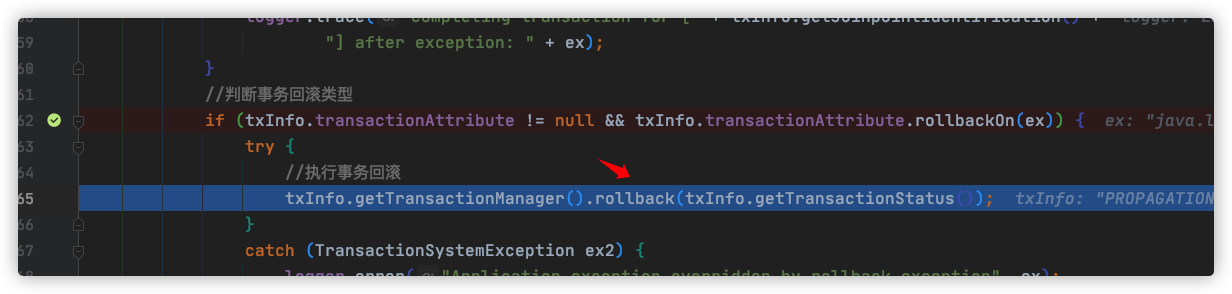 logger.trace( "Completing transaction for [" + txInfo.getJoinpointIdentification() + logger:
59 "] after exception: " + ex);
60 }
61 //判断事务回滚类型
62 if (txInfo.transactionAttribute != null && txInfo.transactionAttribute.rollbackOn(ex)) { ex: "java.l
63 try {
64 //执行事务回滚
65 txInfo.getTransactionManager().rollback(txInfo.getTransactionStatus()); txInfo: "PROPAGATION
66 }
67 catch (TransactionSystemException ex2) {
logger.error( "Application exception overridden by rollback exception", ex);